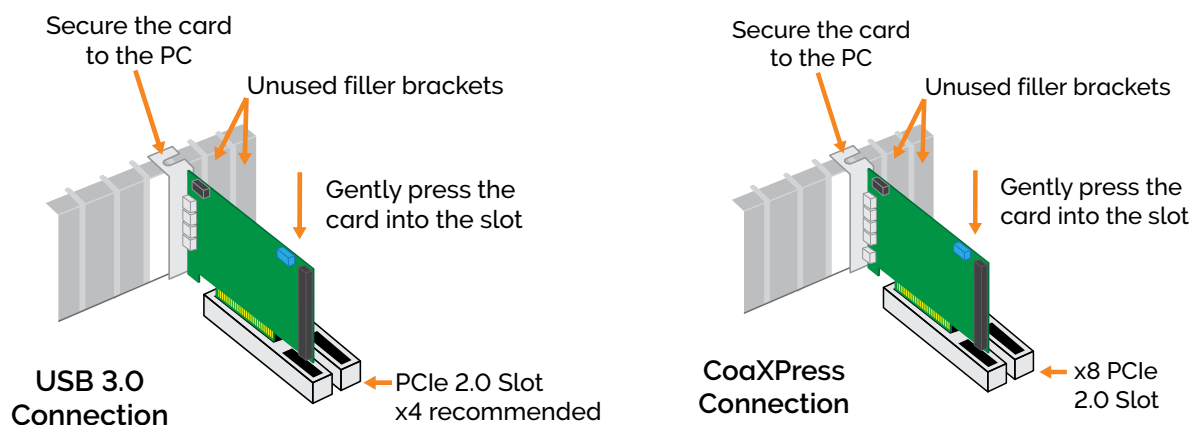 Secure the card
to the PC
Unused filler brackets
Gently press the
card into the slot
USB 3.0
Connection
PCIe 2.0 Slot
x4 recommended
Secure the card
to the PC
Unused filler brackets
Gently press the
card into the slot
CoaXPress
Connection
x8 PCIe
2.0 Slot